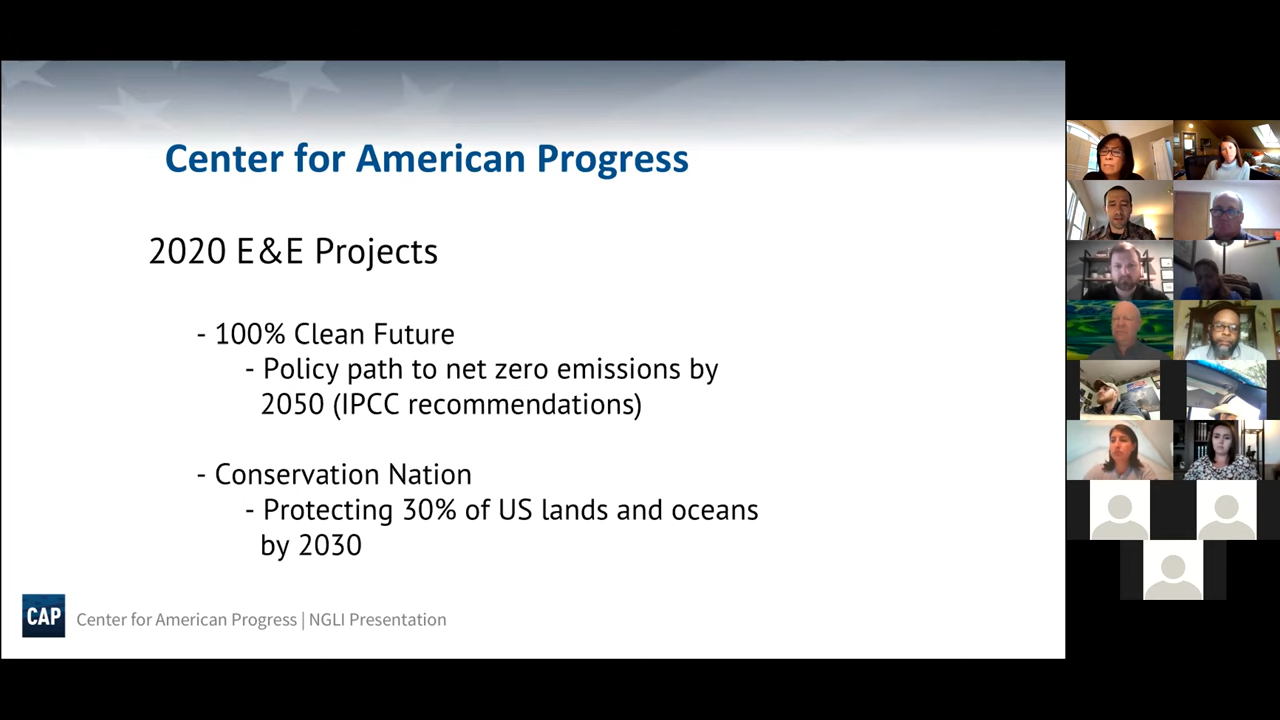 Center for American Progress
2020 E&E Projects
- 100% Clean Future
- Policy path to net zero emissions by
2050 (IPCC recommendations)
- Conservation Nation
- Protecting 30% of US lands and oceans
by 2030
CAP
Center for American Progress | NGLI Presentation